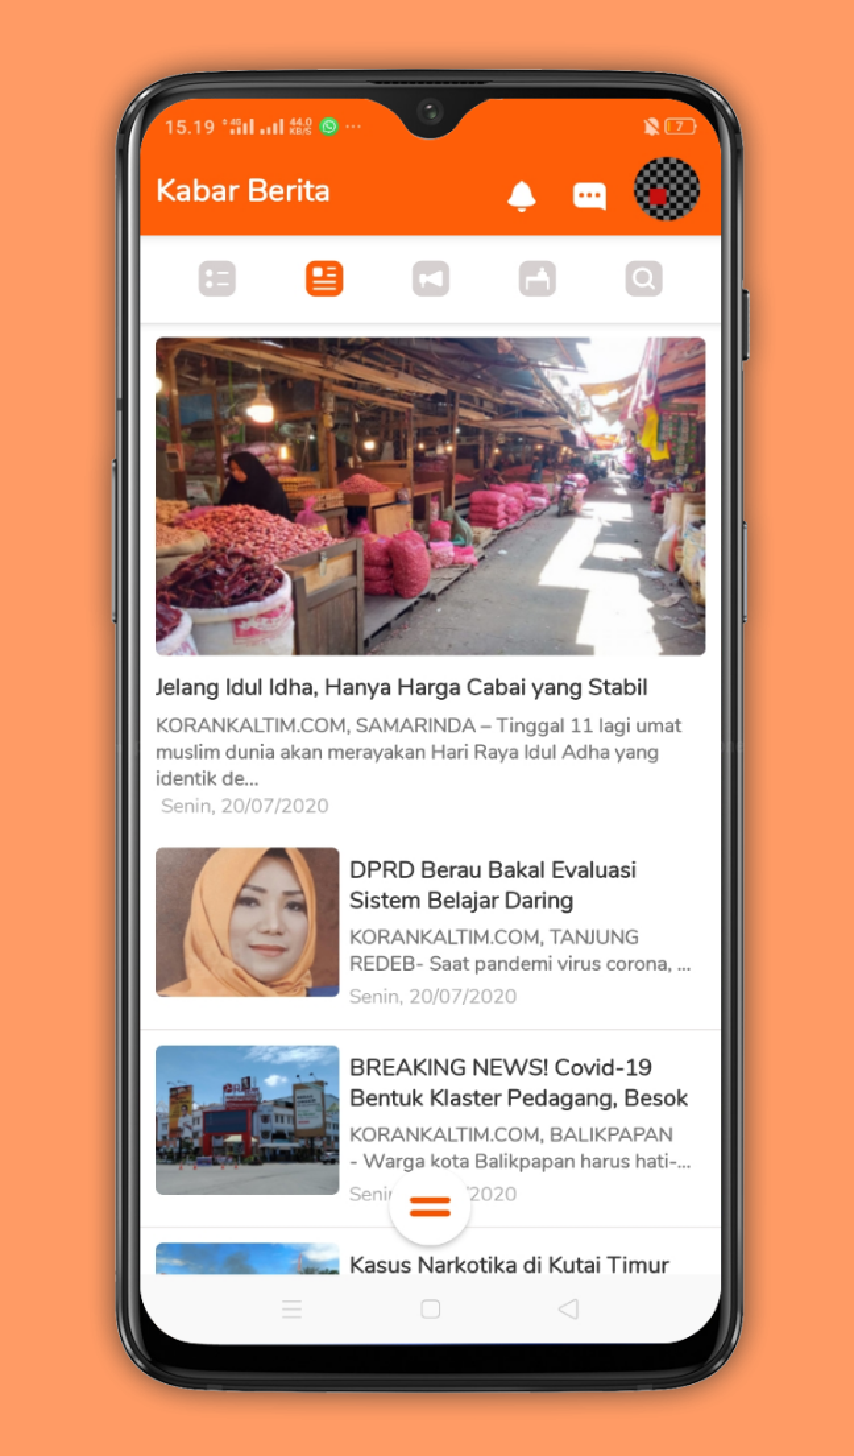 15.19
4G
44.0
KB/S
7
Kabar Berita
Jelang Idul Idha, Hanya Harga Cabai yang Stabil
KORANKALTIM.COM, SAMARINDA – Tinggal 11 lagi umat
muslim dunia akan merayakan Hari Raya Idul Adha yang
identik de...
Senin, 20/07/2020
DPRD Berau Bakal Evaluasi
Sistem Belajar Daring
KORANKALTIM.COM, TANJUNG
REDEB- Saat pandemi virus corona, ...
Senin, 20/07/2020
BREAKING NEWS! Covid-19
Bentuk Klaster Pedagang, Besok
KORANKALTIM.COM, BALIKPAPAN
- Warga kota Balikpapan harus hati-...
2020
Kasus Narkotika di Kutai Timur